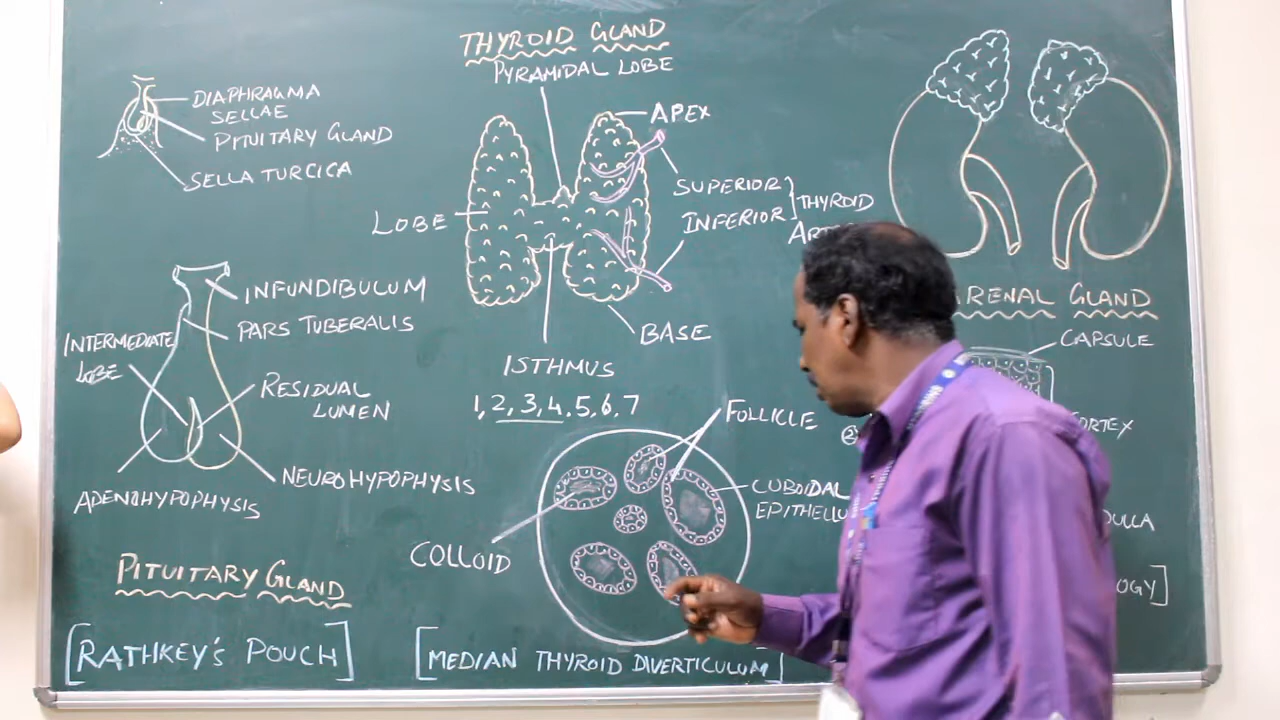 THYROID GLAND
PYRAMIDAL LOBE
DIAPHRAGMA
SELLAE
PITUITARY GLAND
SELLA TURCICA
APEX
LOBE
SUPERIOR
INFERIOR
THYROID
INFUNDIBULUM
PARS TUBERALIS
INTERMEDIATE
LOBE
RESIDUAL
LUMEN
NEUROHYPOPHYSIS
ADENOHYPOPHYSIS
PITUITARY GLAND
[RATHKEY'S POUCH]
BASE
ISTHMUS
1,2,3,4,5,6,7
FOLLICLE
CUBOIDAL
COLLOID
[MEDIAN THYROID DIVERTICULUM]
GLAND
CAPSULE